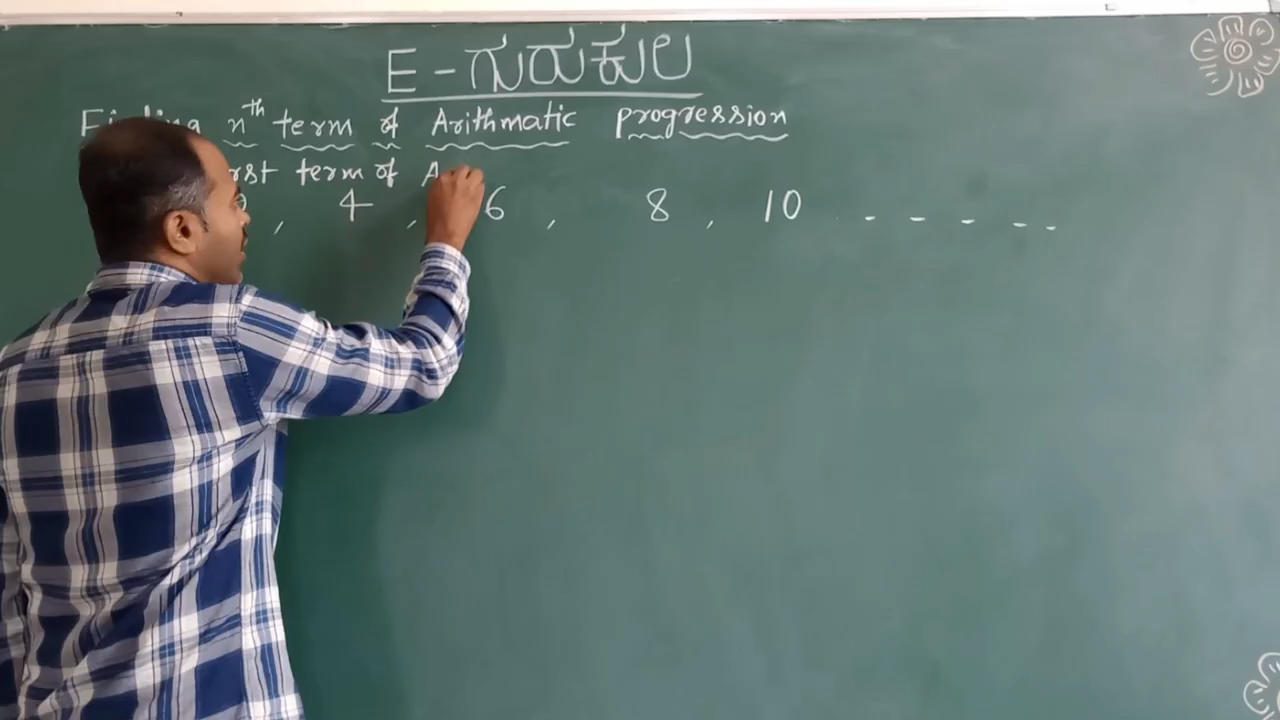 E-ಗುರುಕುಲ
nth term of Arithmatic progression
term of
, 4 , 6 , 8 , 10 - - - - -